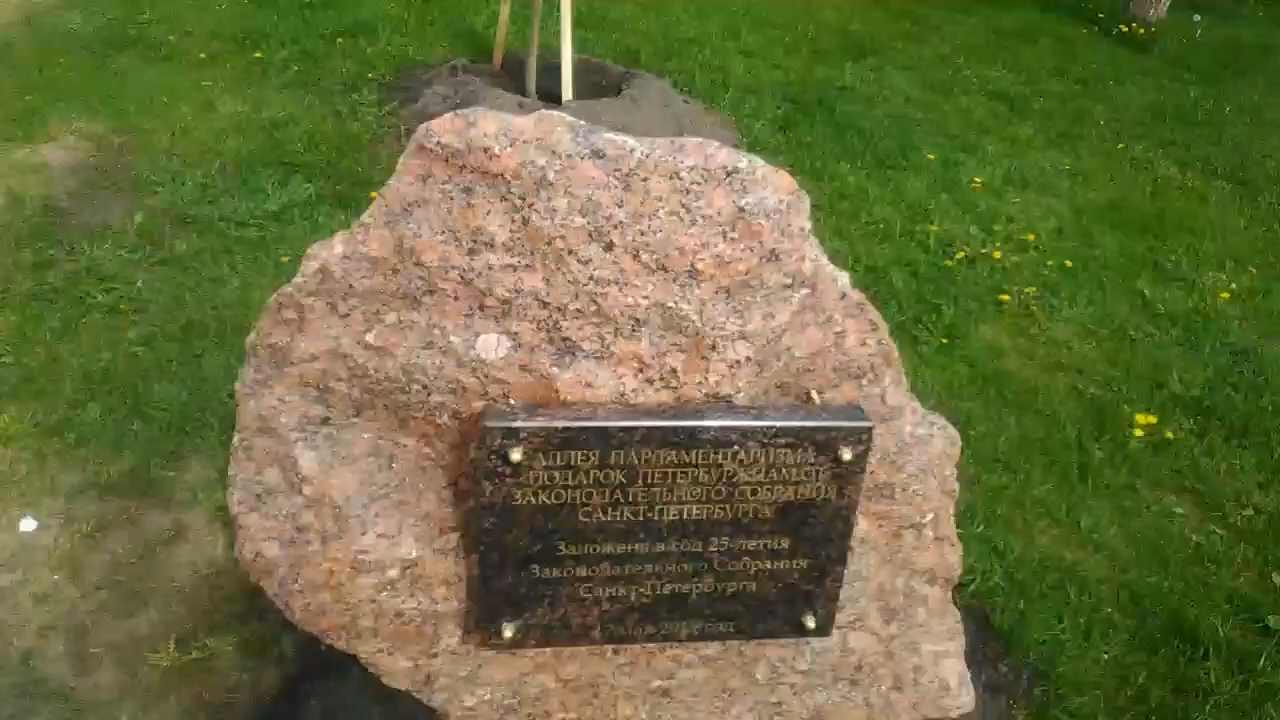 АЛЛЕЯ ПАРЛАМЕНТАРИЗМА
ПОДАРОК ПЕТЕРБУРЖЦАМ ОТ
ЗАКОНОДАТЕЛЬНОГО СОБРАНИЯ
САНКТ-ПЕТЕРБУРГА
Заложена в год 25-летия
Законодательного Собрания
Санкт-Петербурга